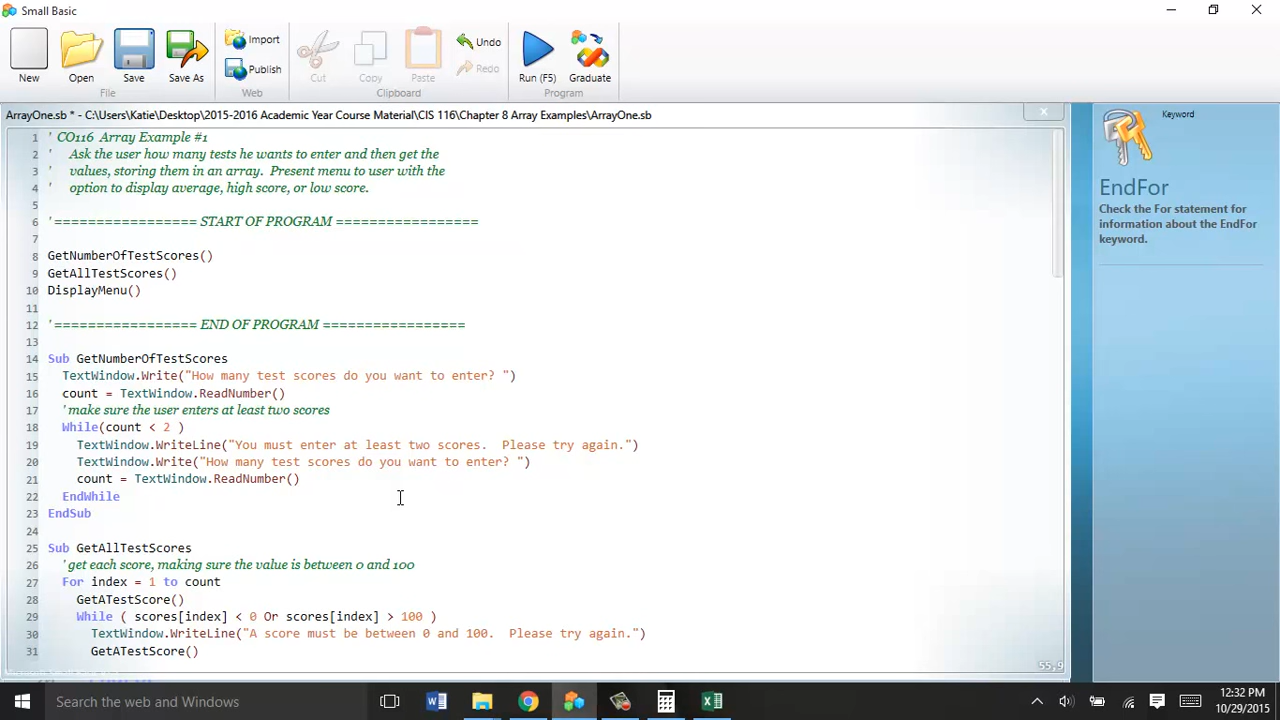 Small Basic
New
Open
Save
Save As
Import
Publish
Cut
Copy
Paste
Undo
Redo
Run (F5)
Graduate
File
Web
Clipboard
Program
ArrayOne.sb * - C:\Users\Katie\Desktop\2015-2016 Academic Year Course Material\CIS 116\Chapter 8 Array Examples\ArrayOne.sb
1 ' CO116 Array Example #1
2 ' Ask the user how many tests he wants to enter and then get the
3 ' values, storing them in an array. Present menu to user with the
4 ' option to display average, high score, or low score.
5
6 ' ================= START OF PROGRAM =================
7
8 GetNumberOfTestScores()
9 GetAllTestScores()
10 DisplayMenu()
11
12 ' ================= END OF PROGRAM =================
13
14 Sub GetNumberOfTestScores
15 TextWindow.Write("How many test scores do you want to enter? ")
16 count = TextWindow.ReadNumber()
17 ' make sure the user enters at least two scores
18 While(count < 2 )
19 TextWindow.WriteLine("You must enter at least two scores.  Please try again.")
20 TextWindow.Write("How many test scores do you want to enter? ")
21 count = TextWindow.ReadNumber()
22 EndWhile
23 EndSub
24
25 Sub GetAllTestScores
26 ' get each score, making sure the value is between 0 and 100
27 For index = 1 to count
28 GetATestScore()
29 While ( scores[index] < 0 Or scores[index] > 100 )
30 TextWindow.WriteLine("A score must be between 0 and 100.  Please try again.")
31 GetATestScore()
55,9
Keyword
EndFor
Check the For statement for
information about the EndFor
keyword.
Search the web and Windows
12:32 PM
10/29/2015